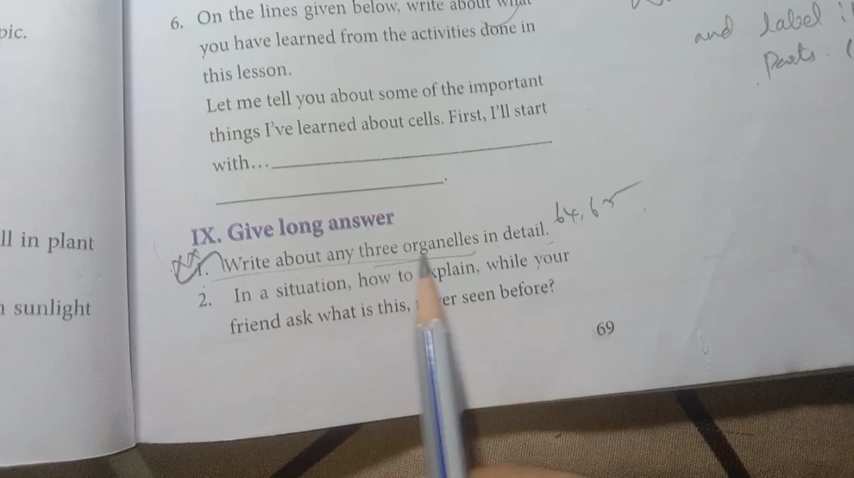 pic.
6. On the lines given below, write about what
you have learned from the activities done in
this lesson.
Let me tell you about some of the important
things I've learned about cells. First, I'll start
with...
.
IX. Give long answer
1. Write about any three organelles in detail. 64, 65
2. In a situation, how to explain, while your
friend ask what is this, er seen before?
69
ll in plant
sunlight
and label
Parts.